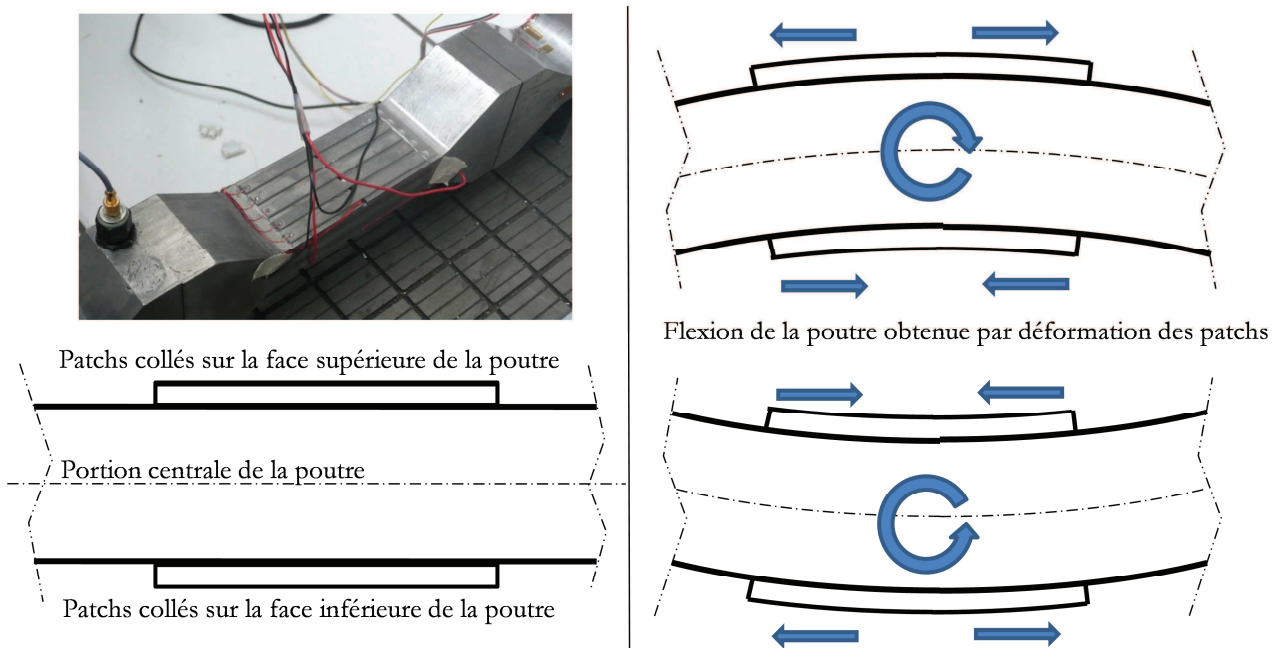 Patchs collés sur la face supérieure de la poutre
Portion centrale de la poutre
Patchs collés sur la face inférieure de la poutre
Flexion de la poutre obtenue par déformation des patchs